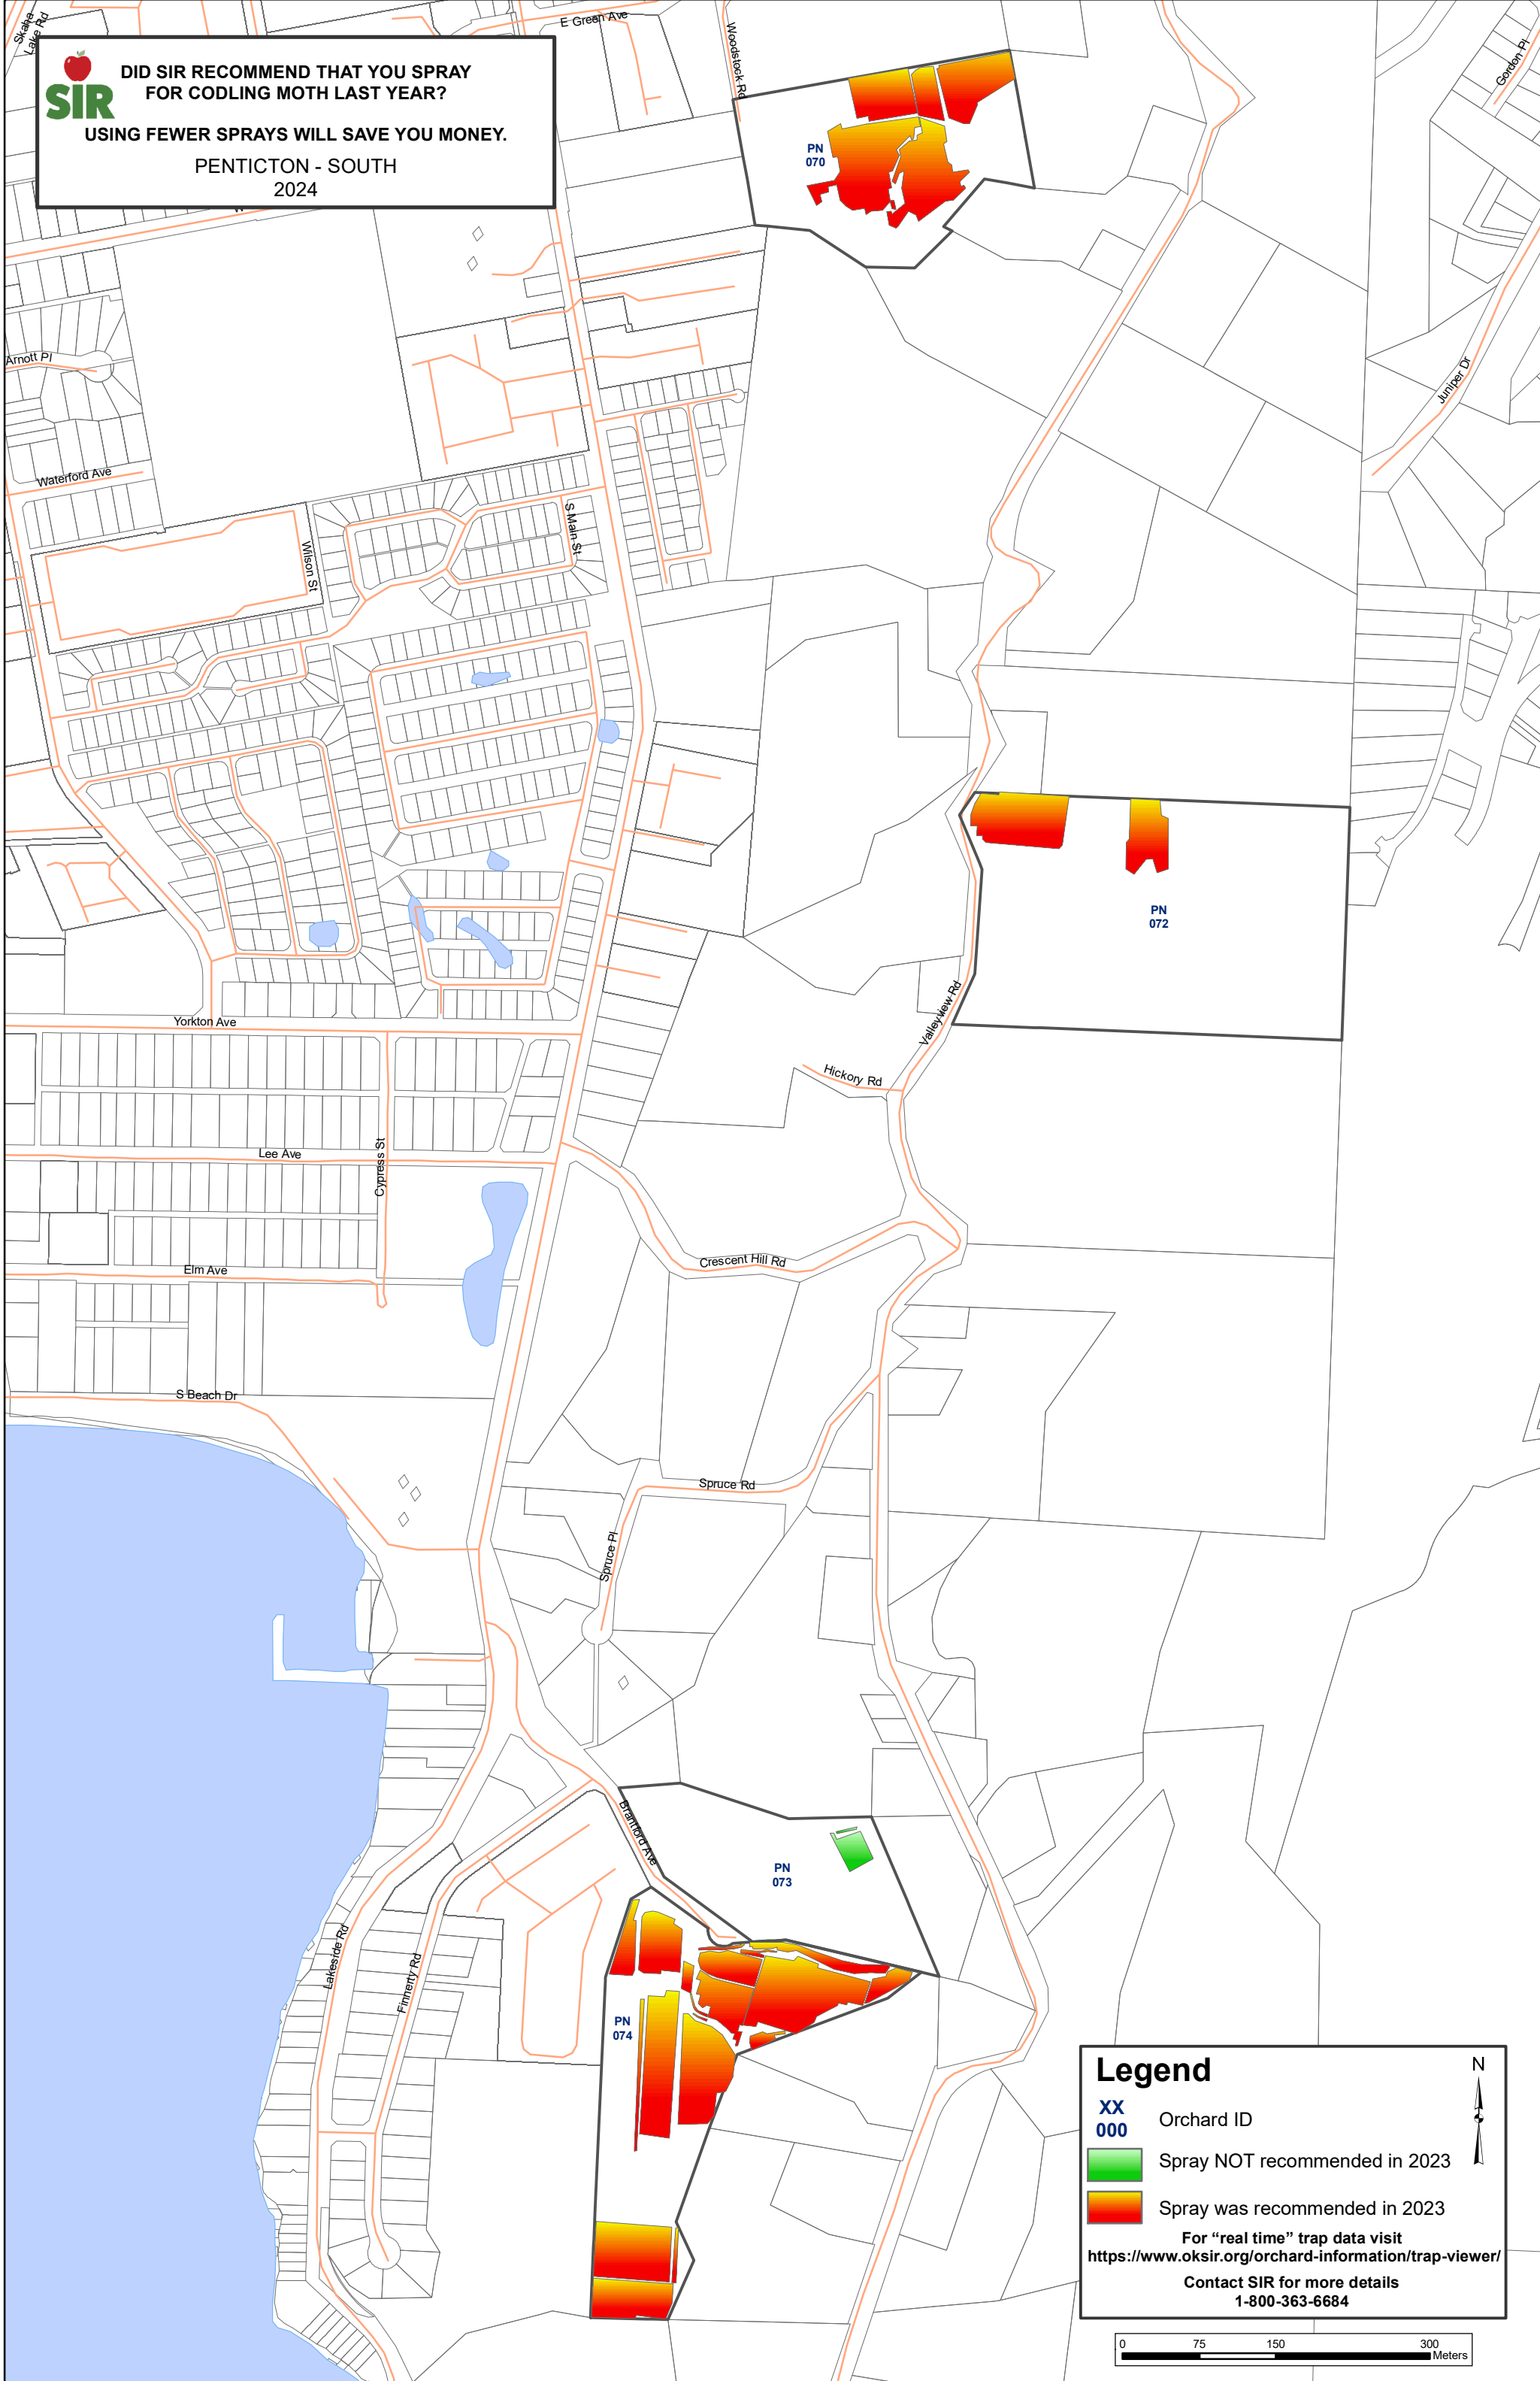 Skaha
Lake Rd
E Green Ave
Woodstock Rd
Gordon Pl
SIR
DID SIR RECOMMEND THAT YOU SPRAY
FOR CODLING MOTH LAST YEAR?
USING FEWER SPRAYS WILL SAVE YOU MONEY.
PENTICTON - SOUTH
2024
PN
070
Arnott Pl
Juniper Dr
Waterford Ave
Wilson St
S Main St
PN
072
Valleyview Rd
Yorkton Ave
Hickory Rd
Lee Ave
Cypress St
Crescent Hill Rd
Elm Ave
S Beach Dr
Spruce Rd
Spruce Pl
Brantford Ave
PN
073
Lakeside Rd
Finnerty Rd
PN
074
Legend
N
XX
000
Orchard ID
Spray NOT recommended in 2023
Spray was recommended in 2023
For “real time” trap data visit
https://www.oksir.org/orchard-information/trap-viewer/
Contact SIR for more details
1-800-363-6684
0 75 150 300
Meters